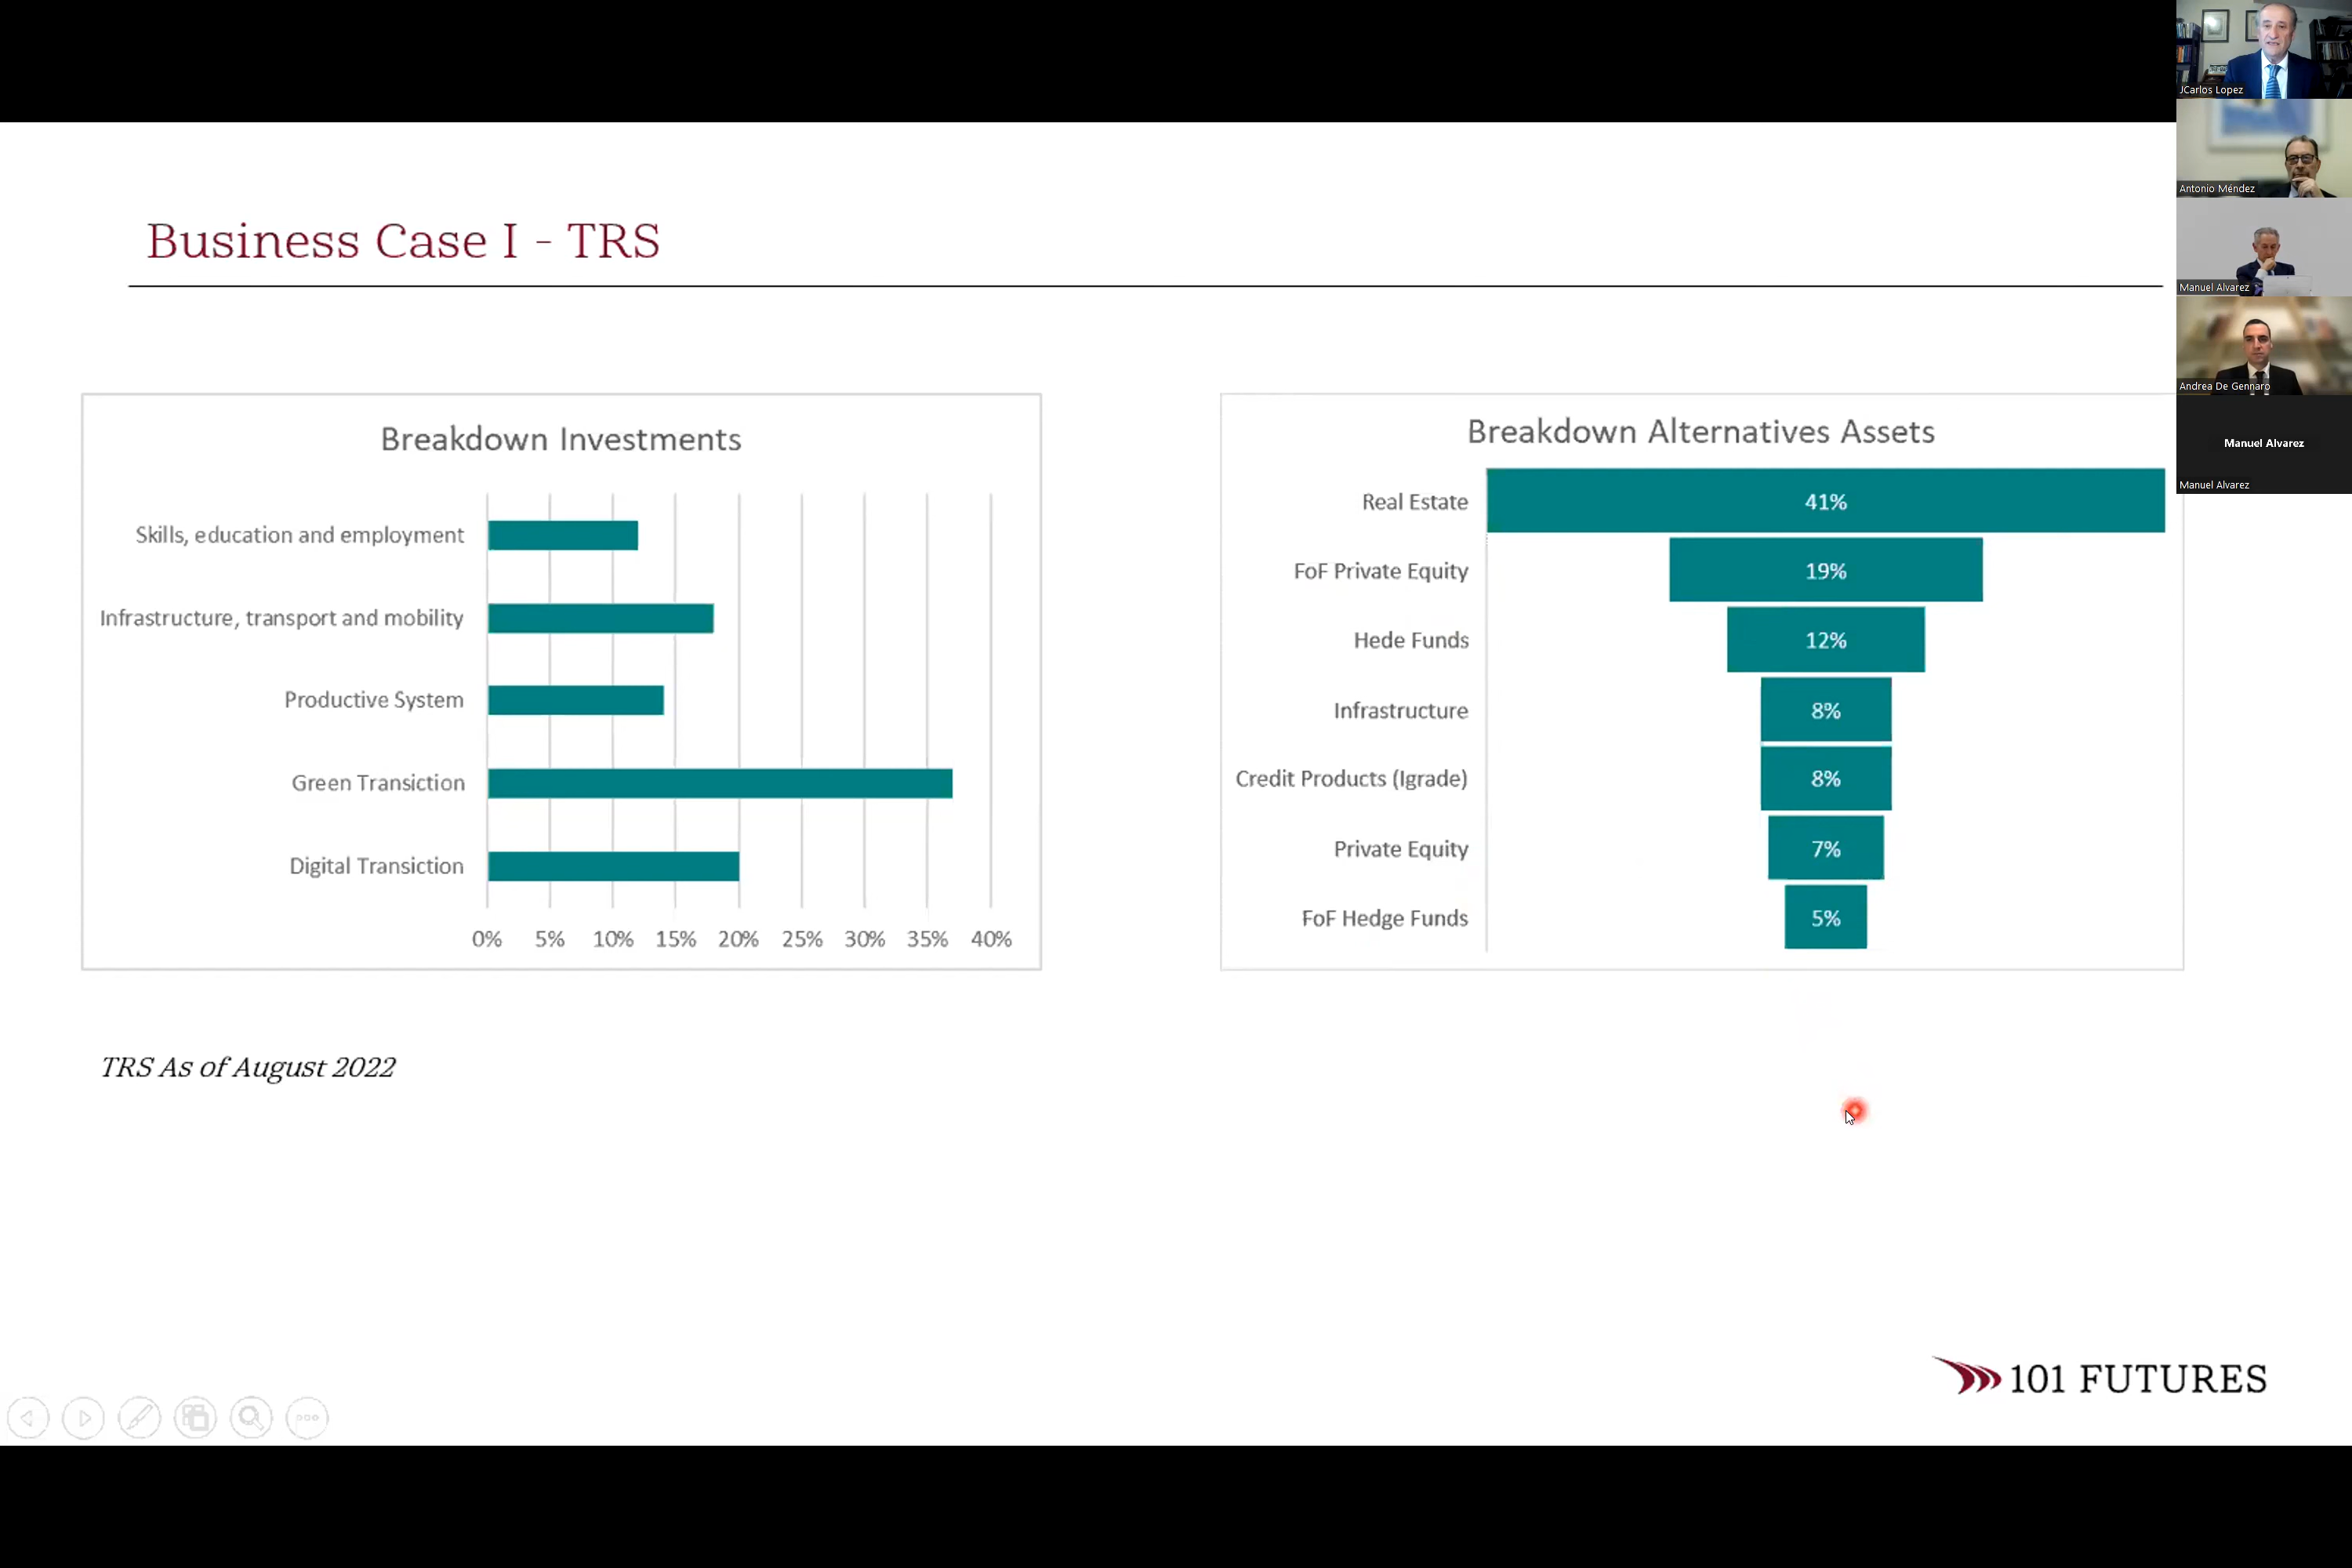 JCarlos Lopez
Antonio Méndez
Manuel Alvarez
Andrea De Gennaro
Manuel Alvarez
Manuel Alvarez
Business Case I - TRS
Breakdown Investments
Skills, education and employment
Infrastructure, transport and mobility
Productive System
Green Transiction
Digital Transiction
0% 5% 10% 15% 20% 25% 30% 35% 40%
Breakdown Alternatives Assets
Real Estate 41%
FoF Private Equity 19%
Hede Funds 12%
Infrastructure 8%
Credit Products (Igrade) 8%
Private Equity 7%
FoF Hedge Funds 5%
TRS As of August 2022
101 FUTURES